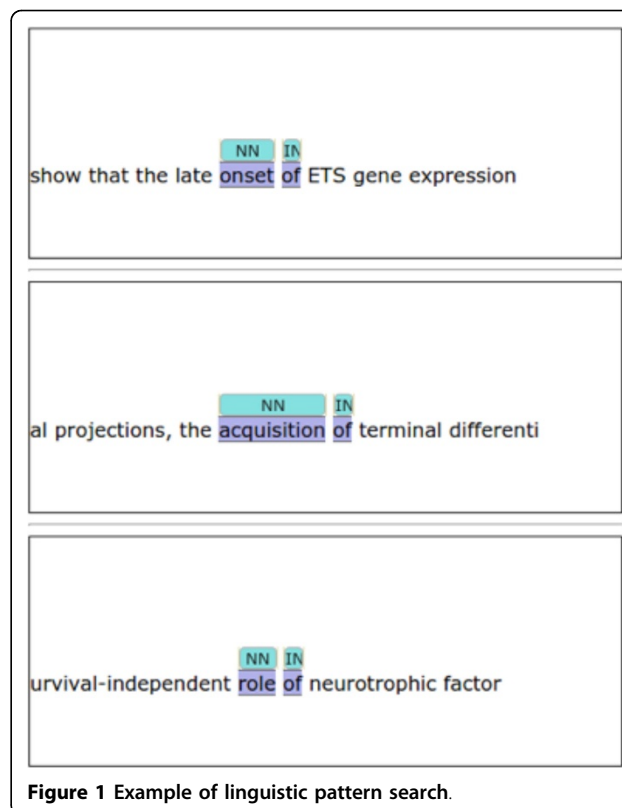 NN IN
show that the late onset of ETS gene expression
NN IN
al projections, the acquisition of terminal differenti
NN IN
urvival-independent role of neurotrophic factor
Figure 1 Example of linguistic pattern search.